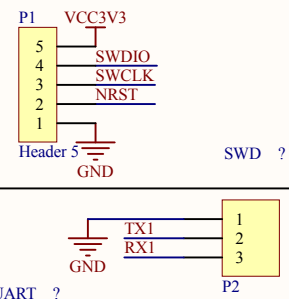 P1 VCC3V3
5
4 SWDIO
3 SWCLK
2 NRST
1
Header 5
GND
SWD ?
1
TX1 2
RX1 3
GND
P2
UART ?